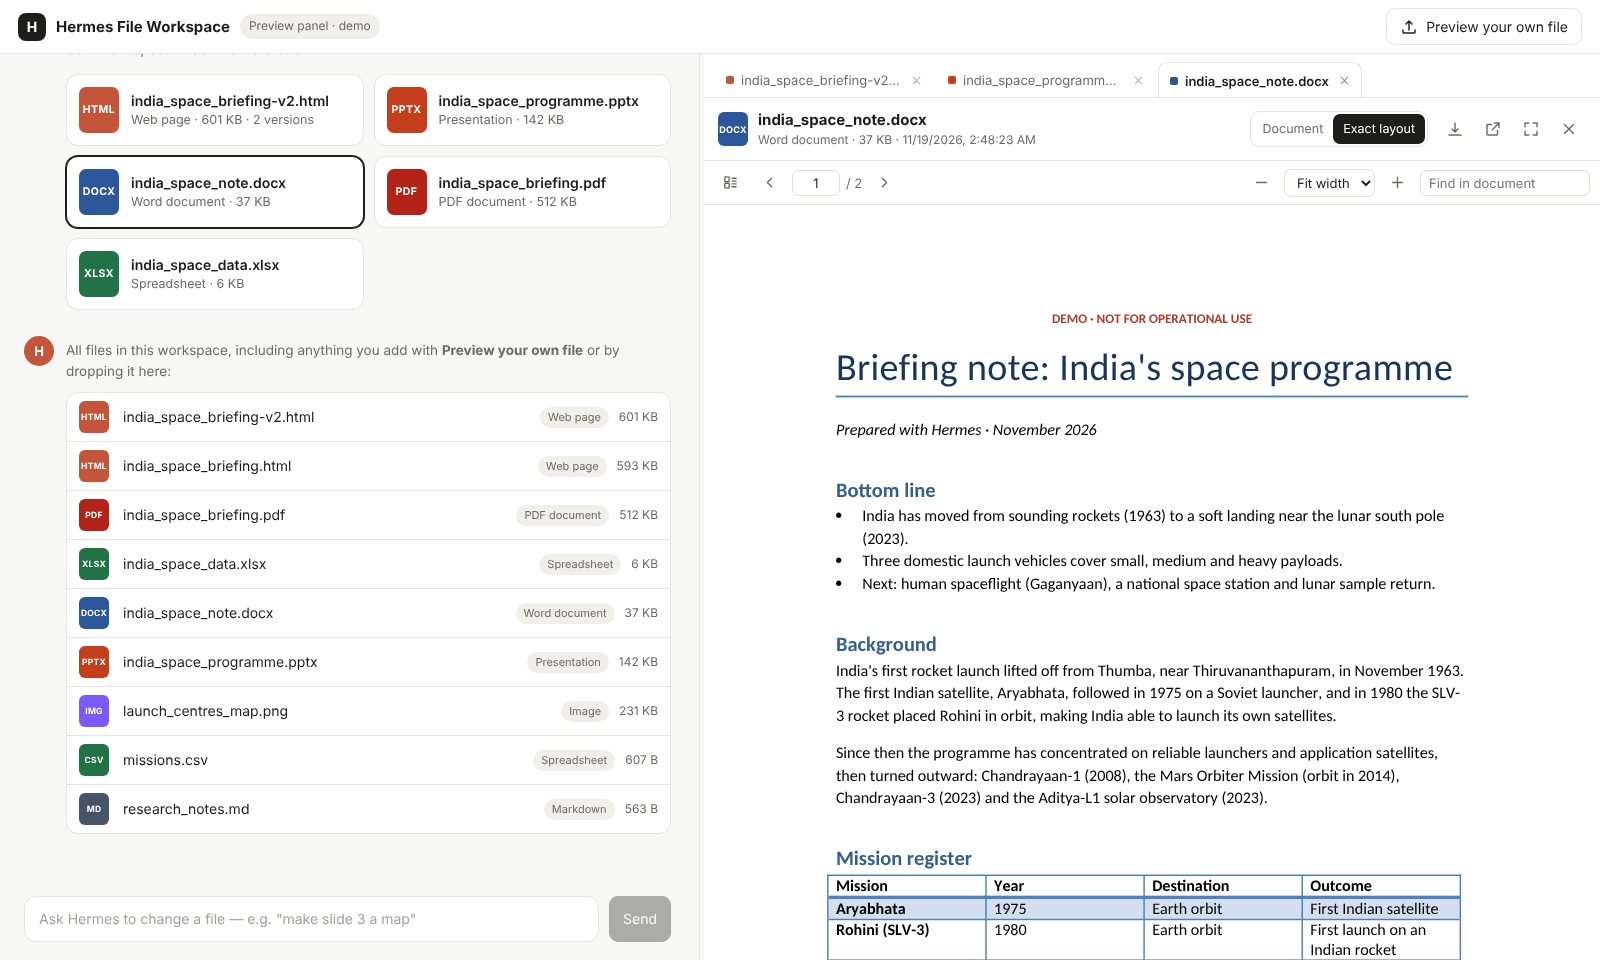 H Hermes File Workspace Preview panel · demo
Preview your own file
HTML india_space_briefing-v2.html
Web page · 601 KB · 2 versions
PPTX india_space_programme.pptx
Presentation · 142 KB
DOCX india_space_note.docx
Word document · 37 KB
PDF india_space_briefing.pdf
PDF document · 512 KB
XLSX india_space_data.xlsx
Spreadsheet · 6 KB
H All files in this workspace, including anything you add with Preview your own file or by
dropping it here:
HTML india_space_briefing-v2.html Web page 601 KB
HTML india_space_briefing.html Web page 593 KB
PDF india_space_briefing.pdf PDF document 512 KB
XLSX india_space_data.xlsx Spreadsheet 6 KB
DOCX india_space_note.docx Word document 37 KB
PPTX india_space_programme.pptx Presentation 142 KB
IMG launch_centres_map.png Image 231 KB
CSV missions.csv Spreadsheet 607 B
MD research_notes.md Markdown 563 B
Ask Hermes to change a file — e.g. "make slide 3 a map" Send
india_space_briefing-v2... × india_space_programm... × india_space_note.docx ×
DOCX india_space_note.docx
Word document · 37 KB · 11/19/2026, 2:48:23 AM
Document Exact layout
1 / 2
Fit width
Find in document
DEMO · NOT FOR OPERATIONAL USE
Briefing note: India's space programme
Prepared with Hermes · November 2026
Bottom line
• India has moved from sounding rockets (1963) to a soft landing near the lunar south pole
(2023).
• Three domestic launch vehicles cover small, medium and heavy payloads.
• Next: human spaceflight (Gaganyaan), a national space station and lunar sample return.
Background
India's first rocket launch lifted off from Thumba, near Thiruvananthapuram, in November 1963.
The first Indian satellite, Aryabhata, followed in 1975 on a Soviet launcher, and in 1980 the SLV-
3 rocket placed Rohini in orbit, making India able to launch its own satellites.
Since then the programme has concentrated on reliable launchers and application satellites,
then turned outward: Chandrayaan-1 (2008), the Mars Orbiter Mission (orbit in 2014),
Chandrayaan-3 (2023) and the Aditya-L1 solar observatory (2023).
Mission register
Mission Year Destination Outcome
Aryabhata 1975 Earth orbit First Indian satellite
Rohini (SLV-3) 1980 Earth orbit First launch on an
Indian rocket